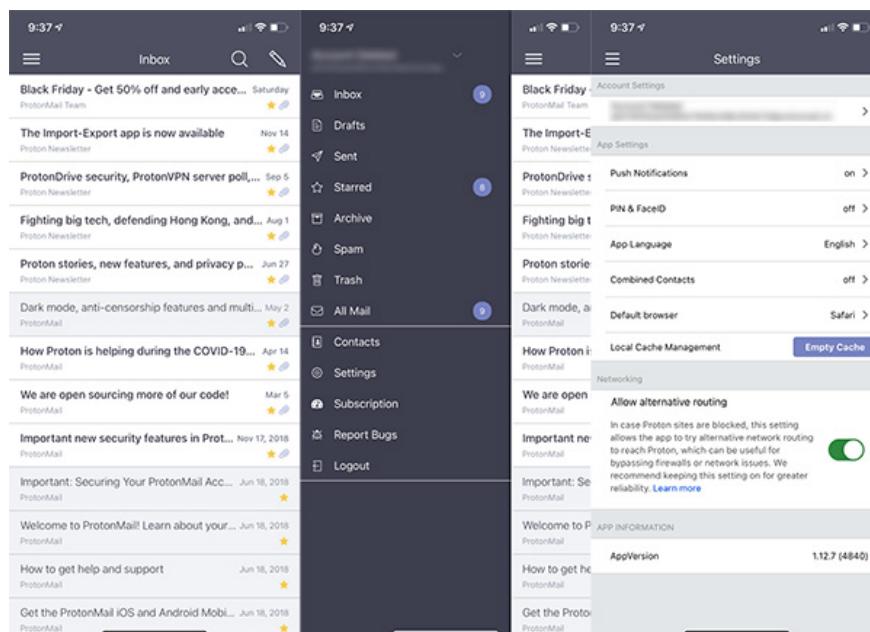 9:37
Inbox
Black Friday - Get 50% off and early acce... Saturday
ProtonMail Team
The Import-Export app is now available Nov 14
Proton Newsletter
ProtonDrive security, ProtonVPN server poll,... Sep 5
Proton Newsletter
Fighting big tech, defending Hong Kong, and... Aug 1
Proton Newsletter
Proton stories, new features, and privacy p... Jun 27
Proton Newsletter
Dark mode, anti-censorship features and multi... May 2
ProtonMail
How Proton is helping during the COVID-19... Apr 14
ProtonMail
We are open sourcing more of our code! Mar 5
ProtonMail
Important new security features in Prot... Nov 17, 2018
ProtonMail
Important: Securing Your ProtonMail Acc... Jun 18, 2018
ProtonMail
Welcome to ProtonMail! Learn about your... Jun 18, 2018
ProtonMail
How to get help and support Jun 18, 2018
ProtonMail
Get the ProtonMail iOS and Android Mobi... Jun 18, 2018
ProtonMail
9:37
Inbox 9
Drafts
Sent
Starred 6
Archive
Spam
Trash
All Mail 9
Contacts
Settings
Subscription
Report Bugs
Logout
Black Friday
ProtonMail Team
The Import-E
Proton Newslette
ProtonDrive s
Proton Newslette
Fighting big t
Proton Newslette
Proton storie
Proton Newslette
Dark mode, a
ProtonMail
How Proton i
ProtonMail
We are open
ProtonMail
Important ne
ProtonMail
Important: Se
ProtonMail
Welcome to P
ProtonMail
How to get he
ProtonMail
Get the Proto
ProtonMail
9:37
Settings
Account Settings
App Settings
Push Notifications on
PIN & FaceID off
App Language English
Combined Contacts off
Default browser Safari
Local Cache Management Empty Cache
Networking
Allow alternative routing
In case Proton sites are blocked, this setting
allows the app to try alternative network routing
to reach Proton, which can be useful for
bypassing firewalls or network issues. We
recommend keeping this setting on for greater
reliability. Learn more
APP INFORMATION
AppVersion 1.12.7 (4840)